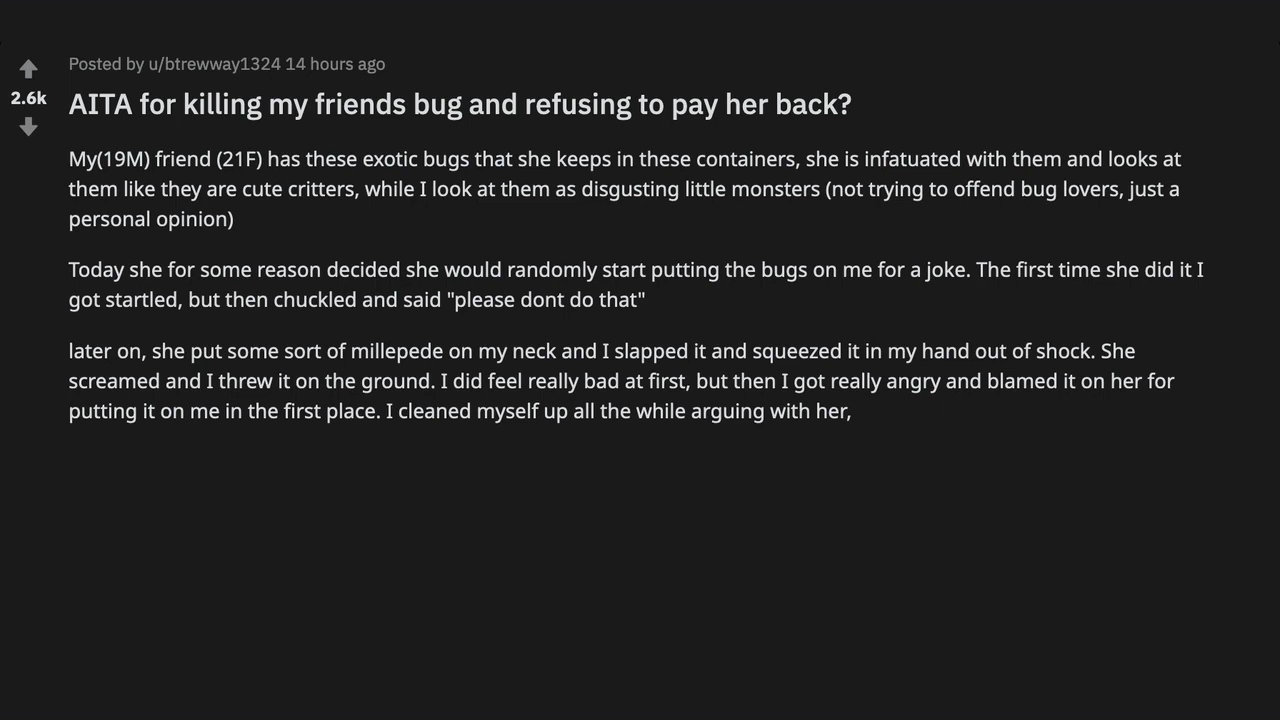 Posted by u/btrewway1324 14 hours ago
2.6k
AITA for killing my friends bug and refusing to pay her back?
My(19M) friend (21F) has these exotic bugs that she keeps in these containers, she is infatuated with them and looks at
them like they are cute critters, while I look at them as disgusting little monsters (not trying to offend bug lovers, just a
personal opinion)
Today she for some reason decided she would randomly start putting the bugs on me for a joke. The first time she did it I
got startled, but then chuckled and said "please dont do that"
later on, she put some sort of millepede on my neck and I slapped it and squeezed it in my hand out of shock. She
screamed and I threw it on the ground. I did feel really bad at first, but then I got really angry and blamed it on her for
putting it on me in the first place. I cleaned myself up all the while arguing with her,